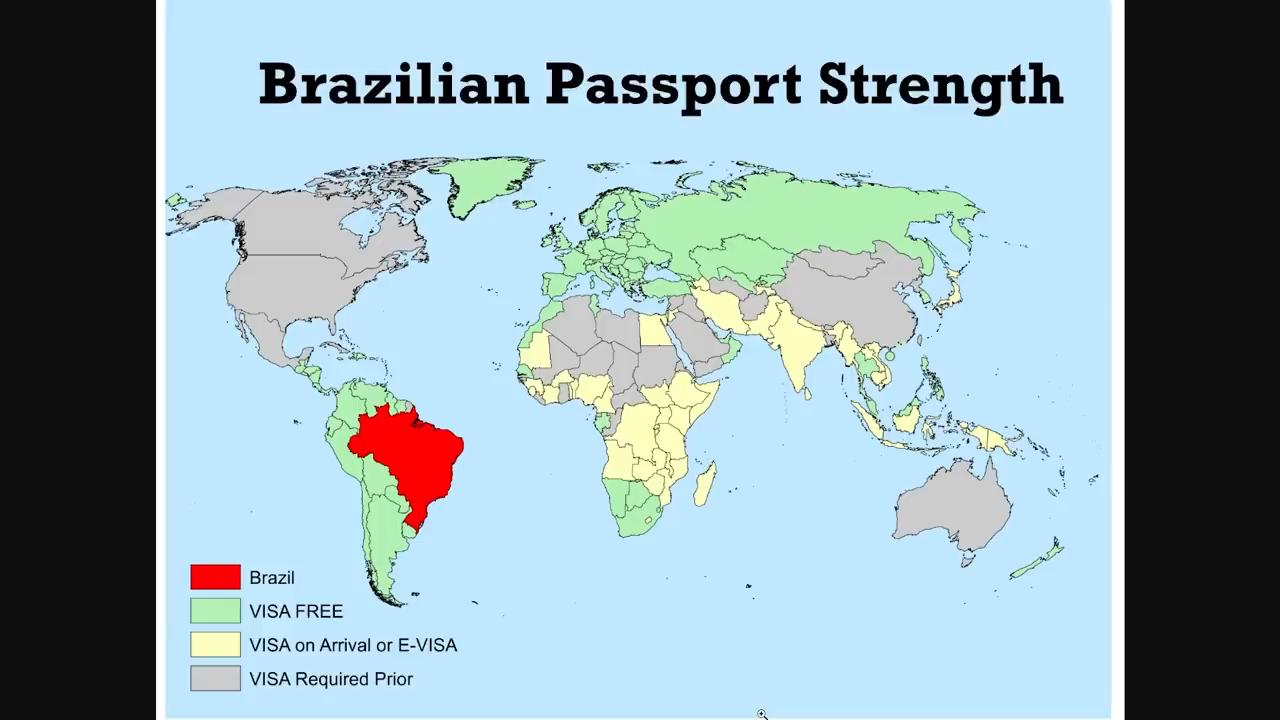 Brazilian Passport Strength
Brazil
VISA FREE
VISA on Arrival or E-VISA
VISA Required Prior